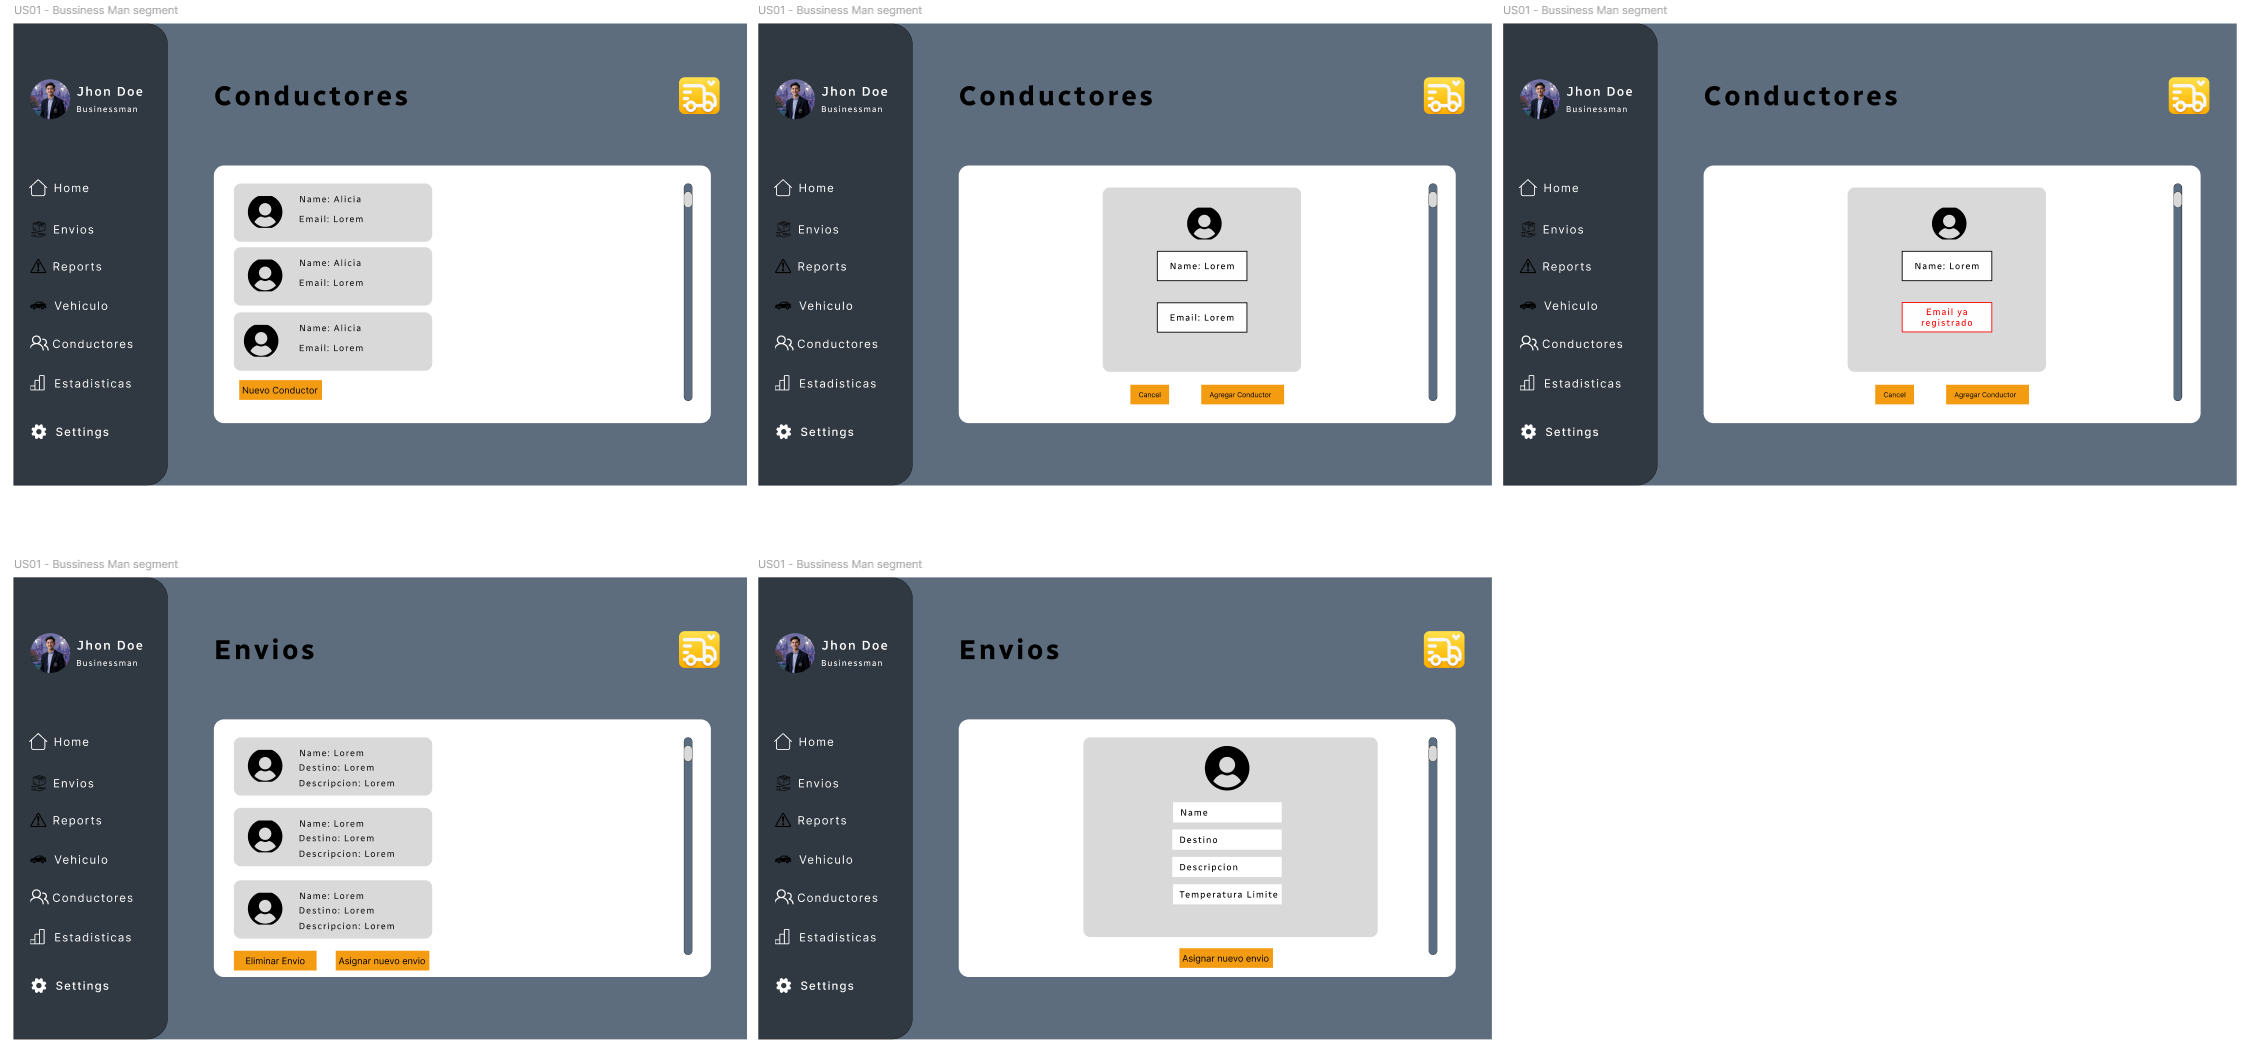 US01 - Bussiness Man segment
Jhon Doe
Businessman
Home
Envios
Reports
Vehiculo
Conductores
Estadisticas
Settings
Conductores
Name: Alicia
Email: Lorem
Name: Alicia
Email: Lorem
Name: Alicia
Email: Lorem
Nuevo Conductor
US01 - Bussiness Man segment
Jhon Doe
Businessman
Home
Envios
Reports
Vehiculo
Conductores
Estadisticas
Settings
Conductores
Name: Lorem
Email: Lorem
Cancel
Agregar Conductor
US01 - Bussiness Man segment
Jhon Doe
Businessman
Home
Envios
Reports
Vehiculo
Conductores
Estadisticas
Settings
Conductores
Name: Lorem
Email ya
registrado
Cancel
Agregar Conductor
US01 - Bussiness Man segment
Jhon Doe
Businessman
Home
Envios
Reports
Vehiculo
Conductores
Estadisticas
Settings
Envios
Name: Lorem
Destino: Lorem
Descripcion: Lorem
Name: Lorem
Destino: Lorem
Descripcion: Lorem
Name: Lorem
Destino: Lorem
Descripcion: Lorem
Eliminar Envio
Asignar nuevo envio
US01 - Bussiness Man segment
Jhon Doe
Businessman
Home
Envios
Reports
Vehiculo
Conductores
Estadisticas
Settings
Envios
Name
Destino
Descripcion
Temperatura Limite
Asignar nuevo envio